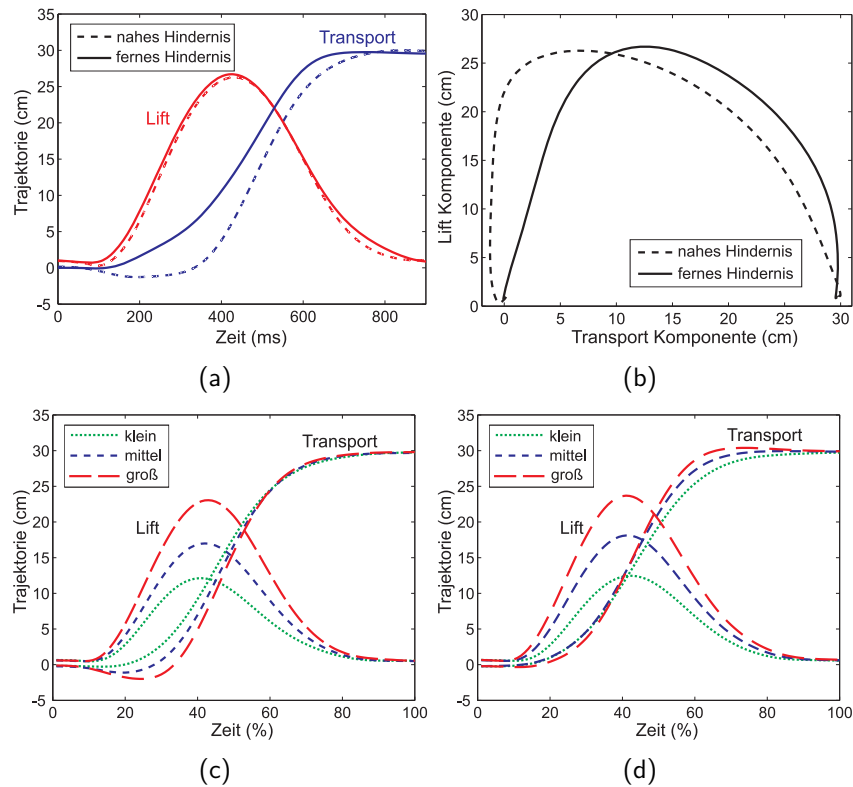 nahes Hindernis
fernes Hindernis
Transport
Lift
Trajektorie (cm)
35
30
25
20
15
10
5
0
-5
0 200 400 600 800
Zeit (ms)
(a)
Lift Komponente (cm)
30
25
20
15
10
5
0
nahes Hindernis
fernes Hindernis
0 5 10 15 20 25 30
Transport Komponente (cm)
(b)
klein
mittel
groß
Transport
Lift
Trajektorie (cm)
35
30
25
20
15
10
5
0
-5
0 20 40 60 80 100
Zeit (%)
(c)
klein
mittel
groß
Transport
Lift
Trajektorie (cm)
35
30
25
20
15
10
5
0
-5
0 20 40 60 80 100
Zeit (%)
(d)